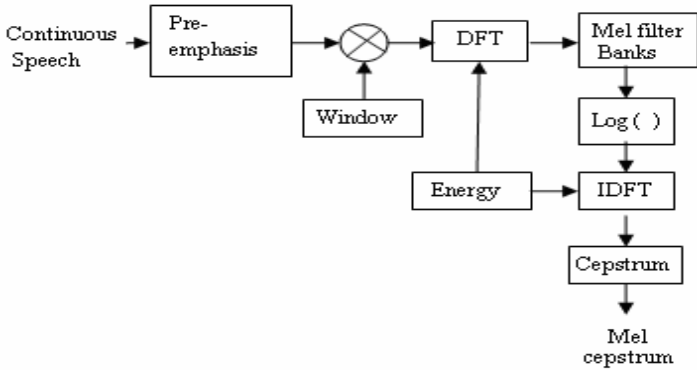 Continuous
Speech
Pre-
emphasis
DFT
Mel filter
Banks
Window
Log ( )
Energy
IDFT
Cepstrum
Mel
cepstrum